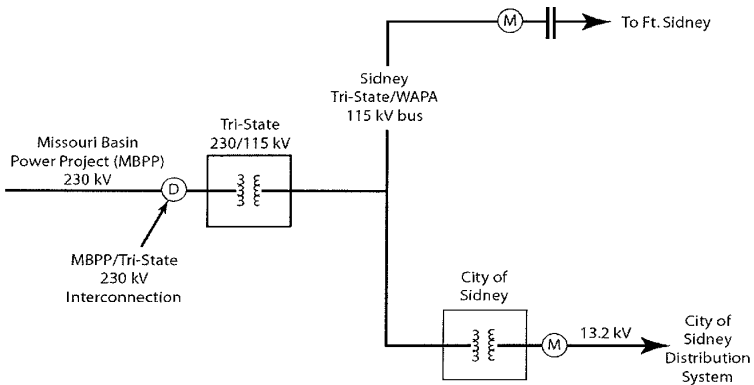 M
To Ft. Sidney
Sidney
Tri-State/WAPA
115 kV bus
Tri-State
230/115 kV
Missouri Basin
Power Project (MBPP)
230 kV
D
MBPP/Tri-State
230 kV
Interconnection
City of
Sidney
M
13.2 kV
City of
Sidney
Distribution
System